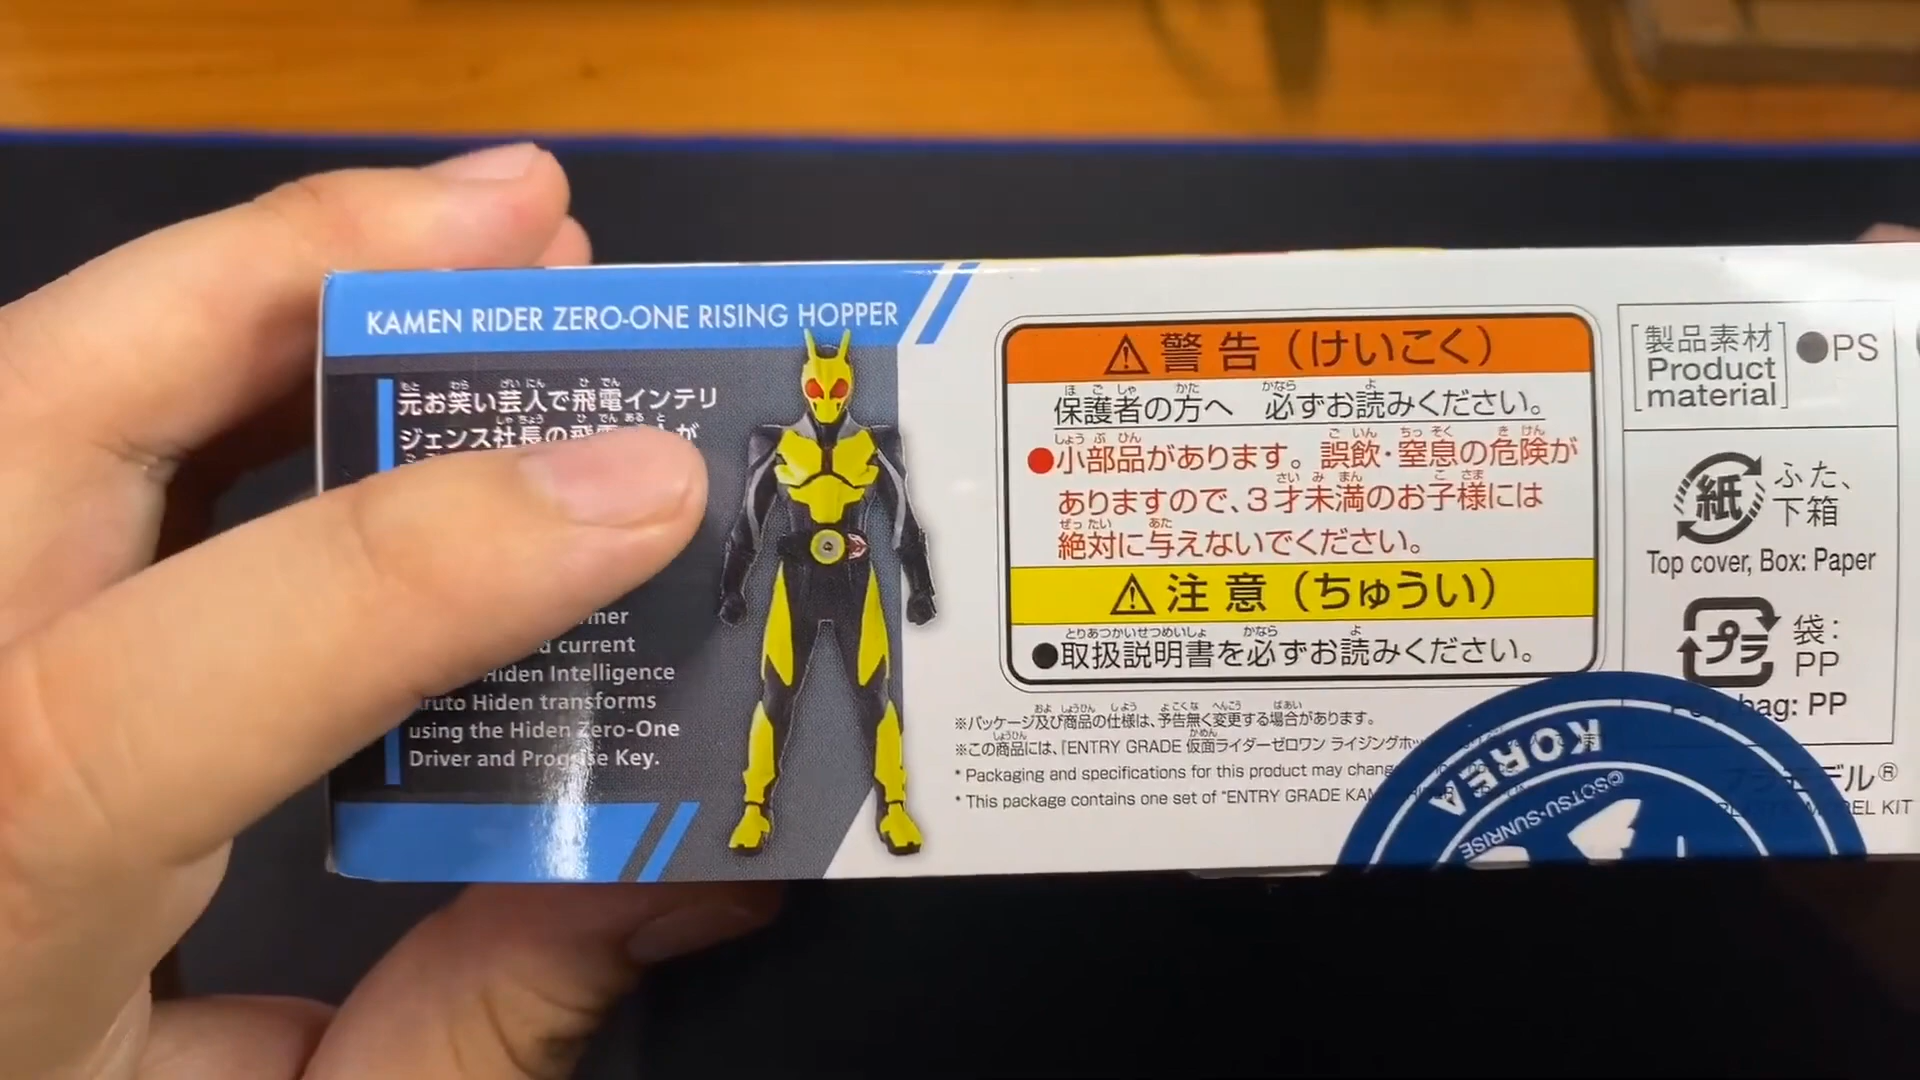 KAMEN RIDER ZERO-ONE RISING HOPPER
元お笑い芸人で飛電インテリ
ジェンス社長の飛電 が
current
Hiden Intelligence
Hiden transforms
using the Hiden Zero-One
Driver and Key.
⚠警告（けいこく）
保護者の方へ 必ずお読みください。
●小部品があります。誤飲・窒息の危険が
ありますので、3才未満のお子様には
絶対に与えないでください。
⚠注意（ちゅうい）
●取扱説明書を必ずお読みください。
※パッケージ及び商品の仕様は、予告無く変更する場合があります。
※この商品には、「ENTRY GRADE 仮面ライダーゼロワン ライジングホッ
* Packaging and specifications for this product may
* This package contains one set of "ENTRY GRADE
[製品素材
Product
material]
●PS
紙
ふた、
下箱
Top cover, Box: Paper
プラ
袋:
PP
bag: PP
KOREA
©SOTSU・SUNRISE
プラモデル®
KIT